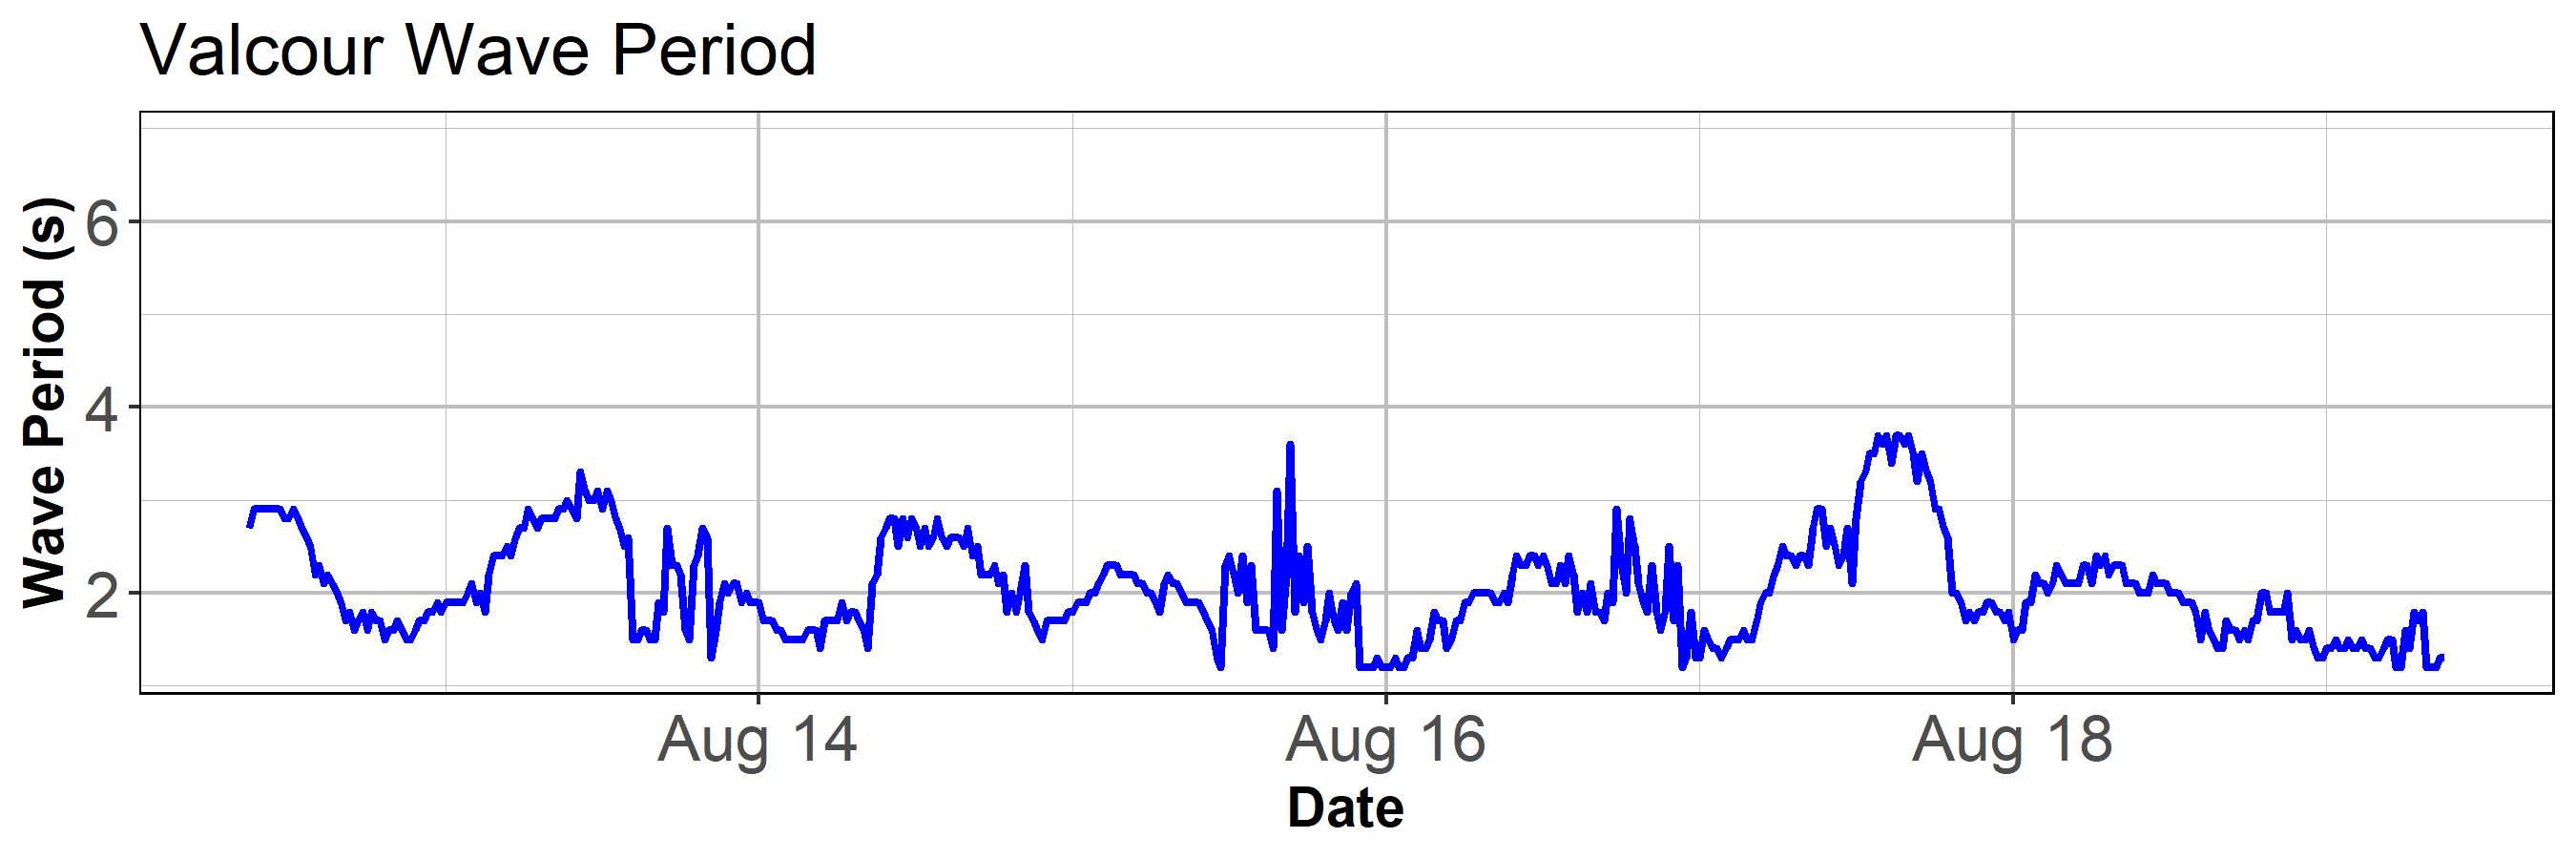 Valcour Wave Period
Wave Period (s)
6
4
2
Aug 14
Aug 16
Aug 18
Date